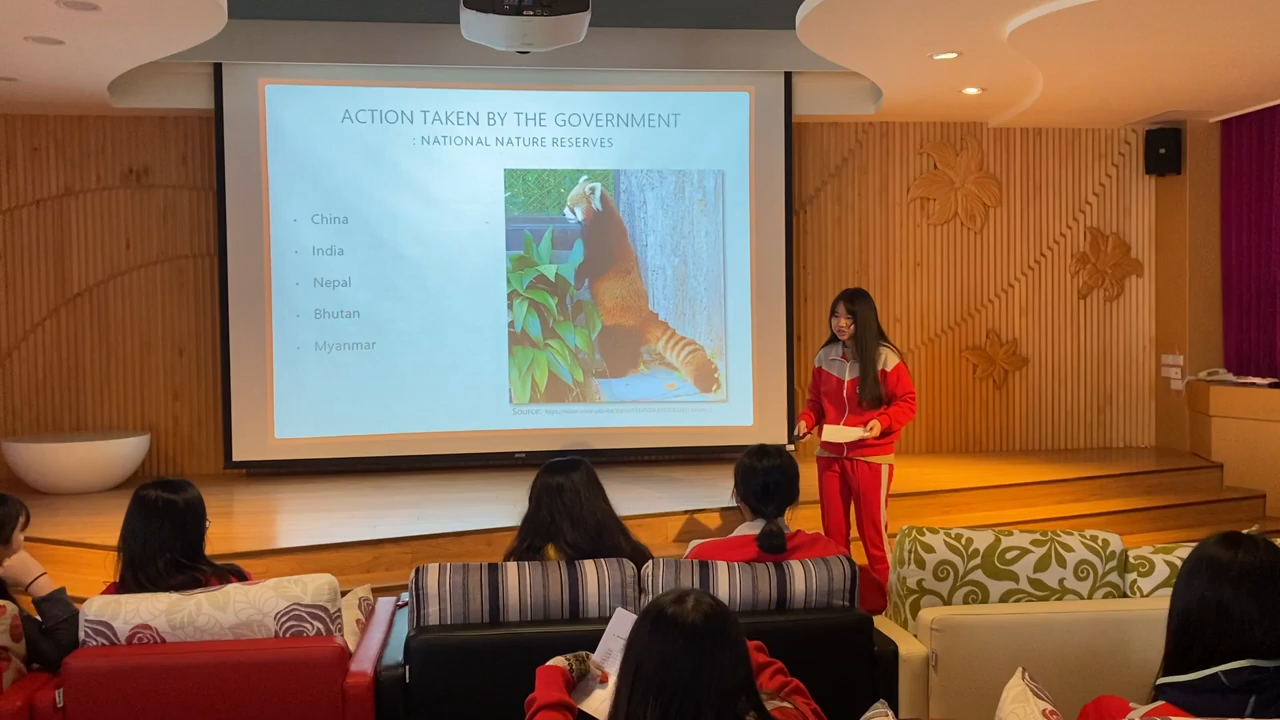 ACTION TAKEN BY THE GOVERNMENT
: NATIONAL NATURE RESERVES
• China
• India
• Nepal
• Bhutan
• Myanmar
Source: